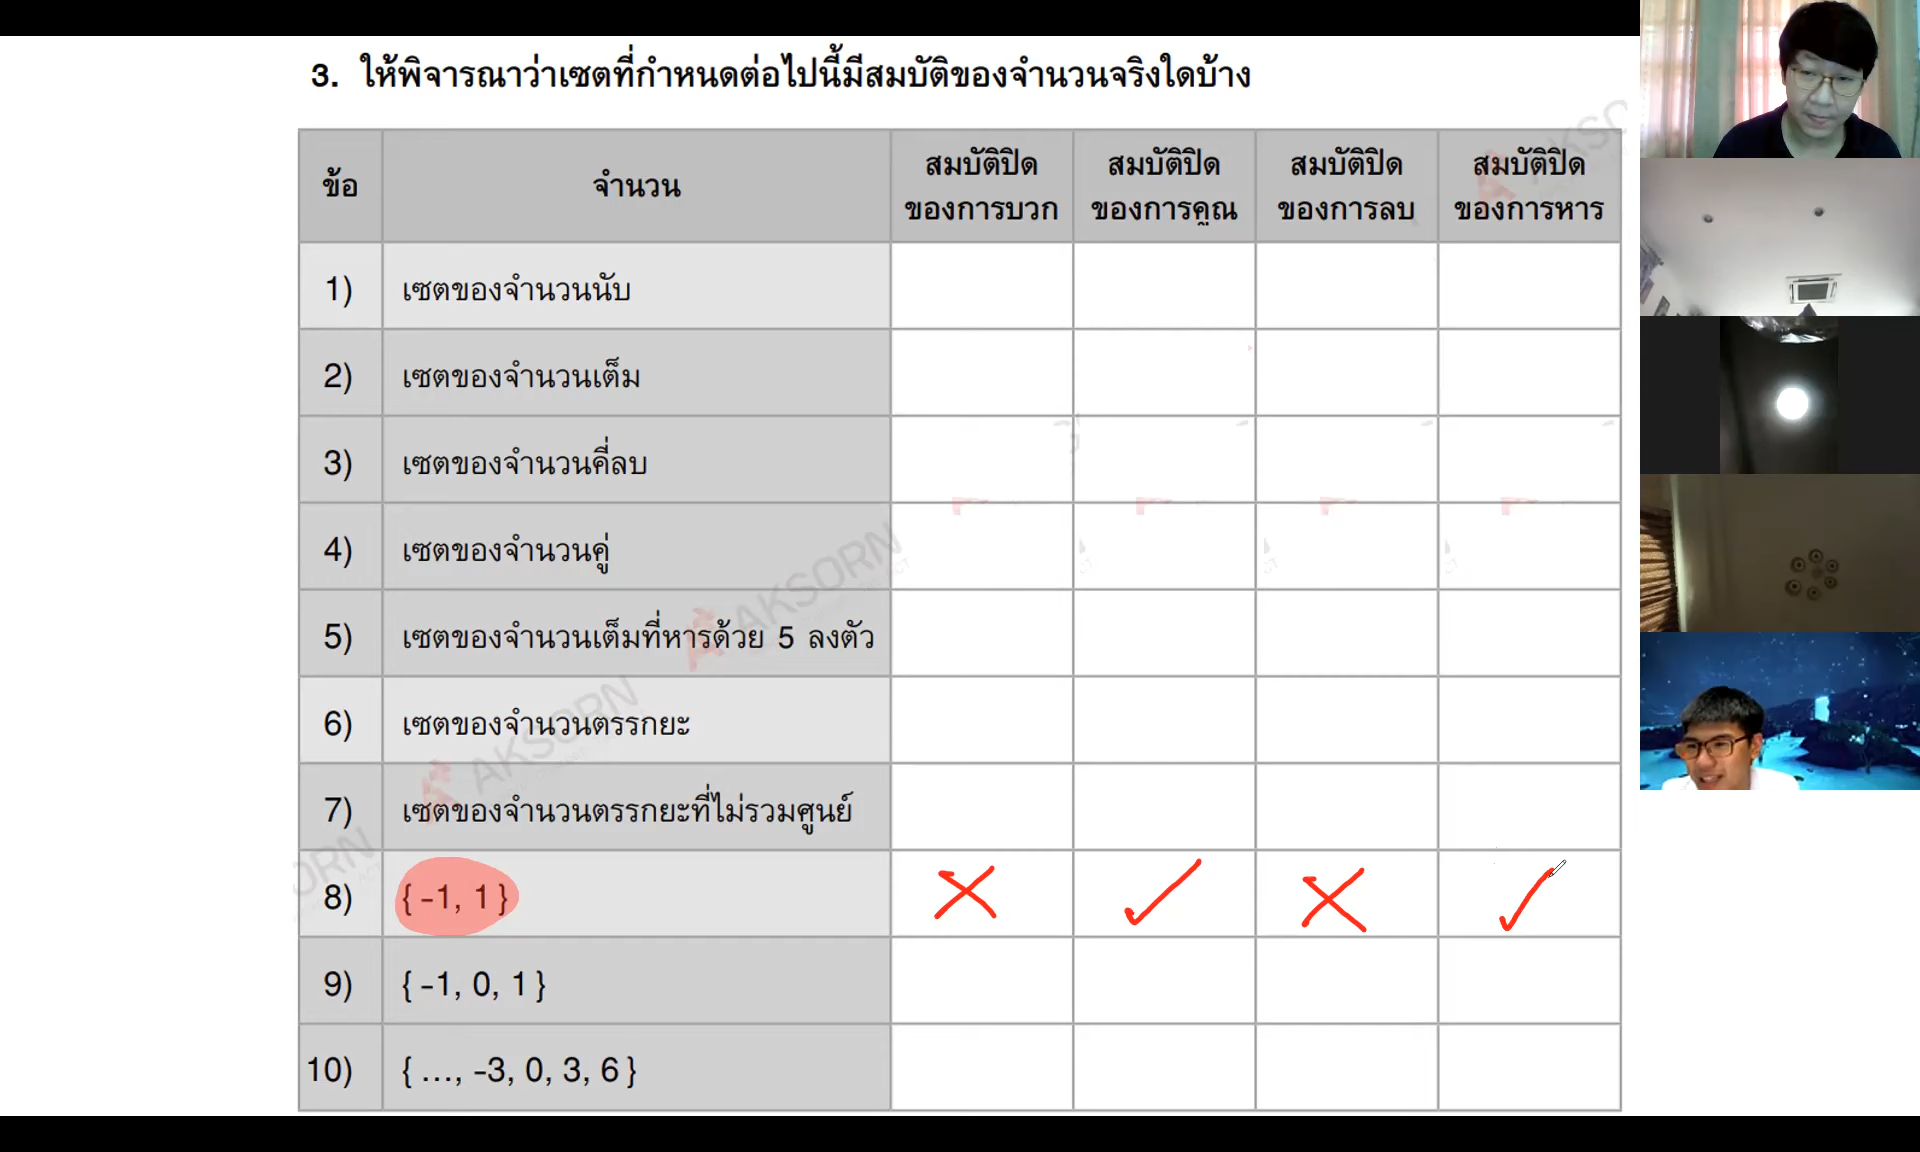 3. ให้พิจารณาว่าเซตที่กำหนดต่อไปนี้มีสมบัติของจำนวนจริงใดบ้าง
ข้อ จำนวน สมบัติปิดของการบวก สมบัติปิดของการคูณ สมบัติปิดของการลบ สมบัติปิดของการหาร
1) เซตของจำนวนนับ
2) เซตของจำนวนเต็ม
3) เซตของจำนวนคี่ลบ
4) เซตของจำนวนคู่
5) เซตของจำนวนเต็มที่หารด้วย 5 ลงตัว
6) เซตของจำนวนตรรกยะ
7) เซตของจำนวนตรรกยะที่ไม่รวมศูนย์
8) { -1, 1 } ✗ ✓ ✗ ✓
9) { -1, 0, 1 }
10) { ..., -3, 0, 3, 6 }
AKSORN
AKSORN